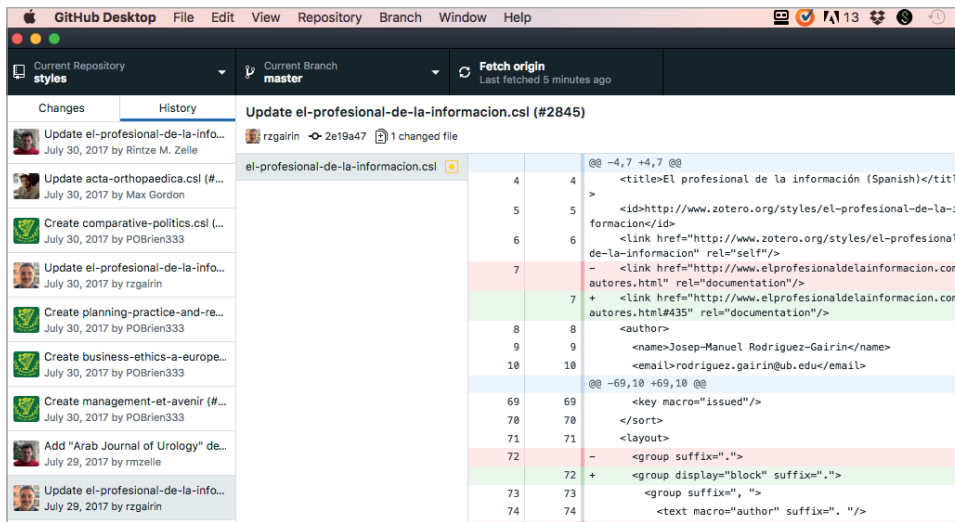 GitHub Desktop File Edit View Repository Branch Window Help 13
Current Repository
styles
Current Branch
master
Fetch origin
Last fetched 5 minutes ago
Changes History
Update el-profesional-de-la-info...
July 30, 2017 by Rintze M. Zelle
Update acta-orthopaedica.csl (#...
July 30, 2017 by Max Gordon
Create comparative-politics.csl (...
July 30, 2017 by POBrien333
Update el-profesional-de-la-info...
July 30, 2017 by rzgairin
Create planning-practice-and-re...
July 30, 2017 by POBrien333
Create business-ethics-a-europe...
July 30, 2017 by POBrien333
Create management-et-avenir (#...
July 30, 2017 by POBrien333
Add "Arab Journal of Urology" de...
July 29, 2017 by rmzelle
Update el-profesional-de-la-info...
July 29, 2017 by rzgairin
Update el-profesional-de-la-informacion.csl (#2845)
rzgairin 2e19a47 1 changed file
el-profesional-de-la-informacion.csl
@@ -4,7 +4,7 @@
4 4 <title>El profesional de la información (Spanish)</titl
>
5 5 <id>http://www.zotero.org/styles/el-profesional-de-la-i
formacion</id>
6 6 <link href="http://www.zotero.org/styles/el-profesional
de-la-informacion" rel="self"/>
7 - <link href="http://www.elprofesionaldelainformacion.com
autores.html" rel="documentation"/>
7 + <link href="http://www.elprofesionaldelainformacion.com
autores.html#435" rel="documentation"/>
8 8 <author>
9 9 <name>Josep-Manuel Rodriguez-Gairin</name>
10 10 <email>rodriguez.gairin@ub.edu</email>
@@ -69,10 +69,10 @@
69 69 <key macro="issued"/>
70 70 </sort>
71 71 <layout>
72 - <group suffix=".">
72 + <group display="block" suffix=".">
73 73 <group suffix=", ">
74 74 <text macro="author" suffix=". "/>